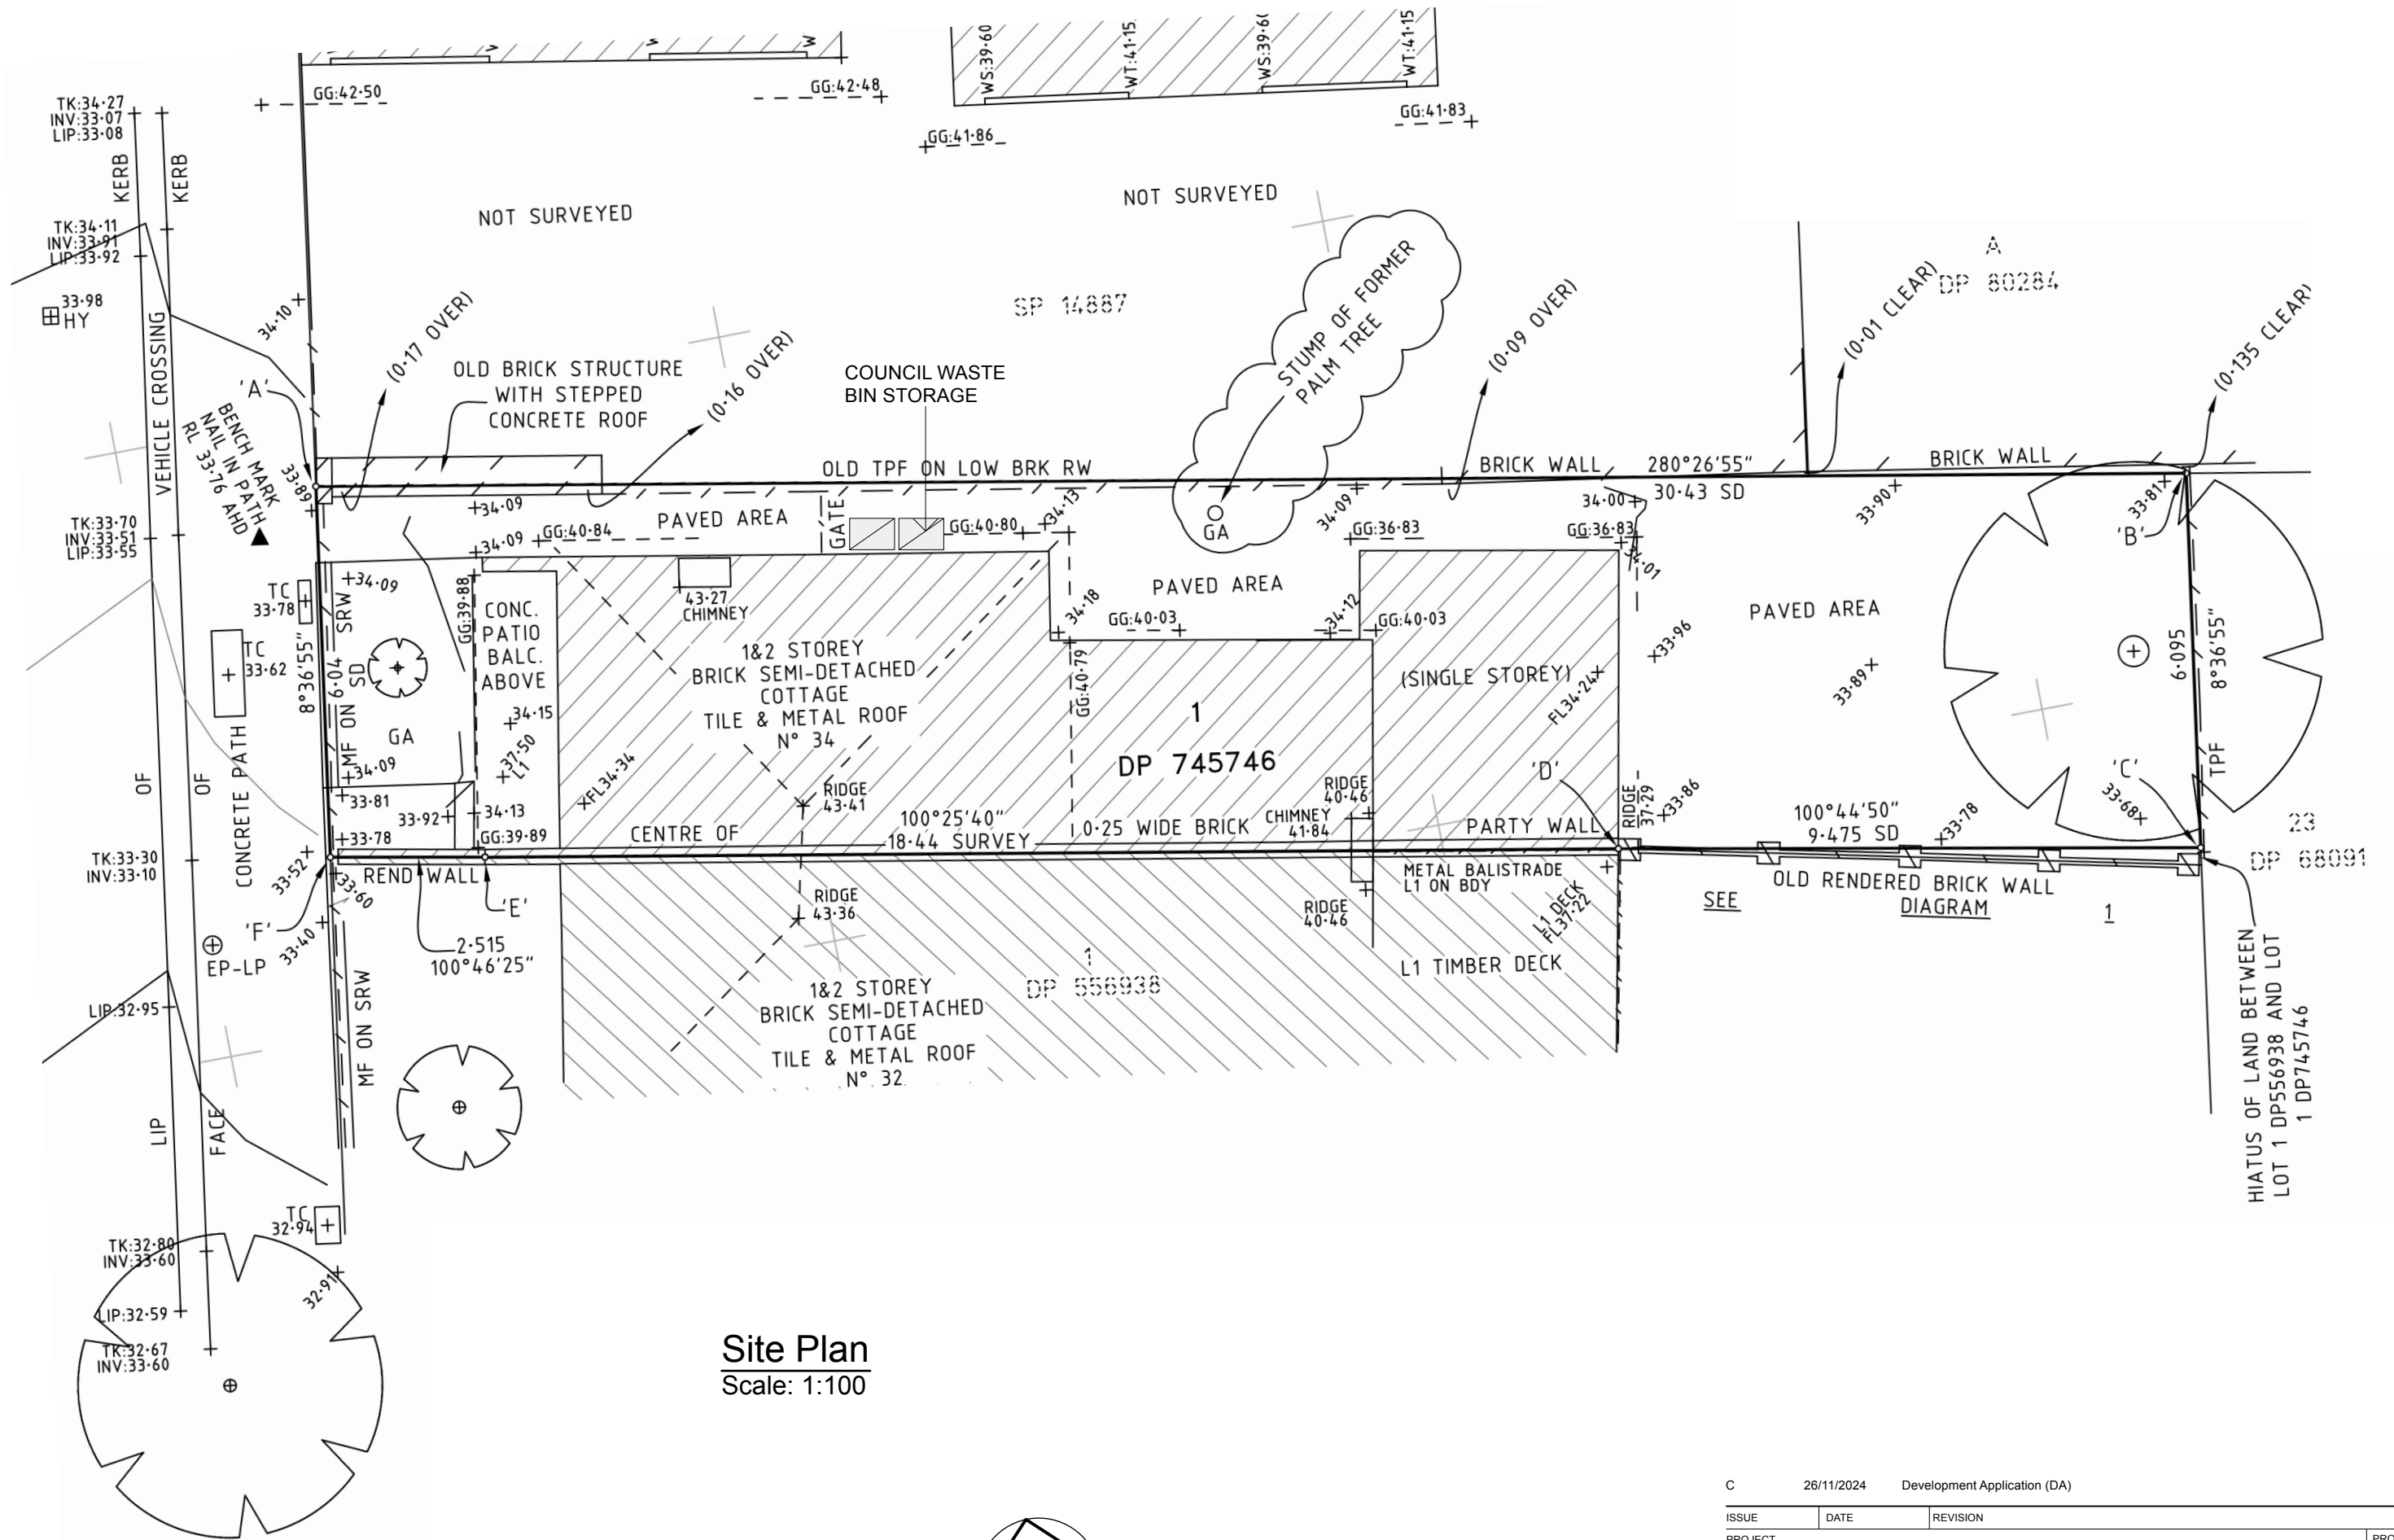 WS:39·60
WT:41·15
WT:41·15
GG:42·50
GG:42·48
GG:41·86
GG:41·83
TK:34·27
INV:33·07
LIP:33·08
KERB
KERB
NOT SURVEYED
NOT SURVEYED
TK:34·11
INV:33·91
LIP:33·92
33·98
HY
34·10
VEHICLE CROSSING
'A'
(0·17 OVER)
OLD BRICK STRUCTURE
WITH STEPPED
CONCRETE ROOF
(0·16 OVER)
COUNCIL WASTE
BIN STORAGE
SP 14887
STUMP OF FORMER
PALM TREE
(0·09 OVER)
(0·01 CLEAR)
A
DP 80284
(0·135 CLEAR)
BENCH MARK
NAIL IN PATH
RL 33·76 AHD
33·89
OLD TPF ON LOW BRK RW
BRICK WALL
280°26'55"
30·43 SD
BRICK WALL
TK:33·70
INV:33·51
LIP:33·55
34·09
PAVED AREA
GATE
34·13
GA
34·09
34·00
33·90
33·81
'B'
34·09
GG:40·84
GG:40·80
GG:36·83
GG:36·83
34·01
TC
33·78
TC
33·62
8°36'55"
MF ON SRW
6·04
SD
34·09
GG:39·88
CONC.
PATIO
BALC.
ABOVE
43·27
CHIMNEY
34·18
PAVED AREA
GG:40·03
34·12
GG:40·03
PAVED AREA
33·96
33·89
6·095
8°36'55"
TPF
1&2 STOREY
BRICK SEMI-DETACHED
COTTAGE
TILE & METAL ROOF
N° 34
GG:40·79
(SINGLE STOREY)
FL34·24
1
DP 745746
GA
34·15
37·50
L1
34·09
FL34·34
RIDGE
43·41
RIDGE
40·46
CHIMNEY
41·84
'D'
RIDGE
37·29
33·86
'C'
33·68
33·81
33·92
34·13
33·78
GG:39·89
CENTRE OF
100°25'40"
18·44 SURVEY
0·25 WIDE BRICK
PARTY WALL
100°44'50"
9·475 SD
33·78
23
DP 68091
OF
OF
CONCRETE PATH
TK:33·30
INV:33·10
33·52
33·60
REND WALL
'E'
'F'
33·40
EP-LP
2·515
100°46'25"
RIDGE
43·36
RIDGE
40·46
METAL BALISTRADE
L1 ON BDY
L1 DECK
FL37·22
L1 TIMBER DECK
SEE
OLD RENDERED BRICK WALL
DIAGRAM
1
1
DP 556938
1&2 STOREY
BRICK SEMI-DETACHED
COTTAGE
TILE & METAL ROOF
N° 32
MF ON SRW
LIP:32·95
LIP
FACE
HIATUS OF LAND BETWEEN
LOT 1 DP556938 AND LOT
1 DP745746
TC
32·94
TK:32·80
INV:33·60
32·91
LIP:32·59
TK:32·67
INV:33·60
Site Plan
Scale: 1:100
C 26/11/2024 Development Application (DA)
ISSUE DATE REVISION